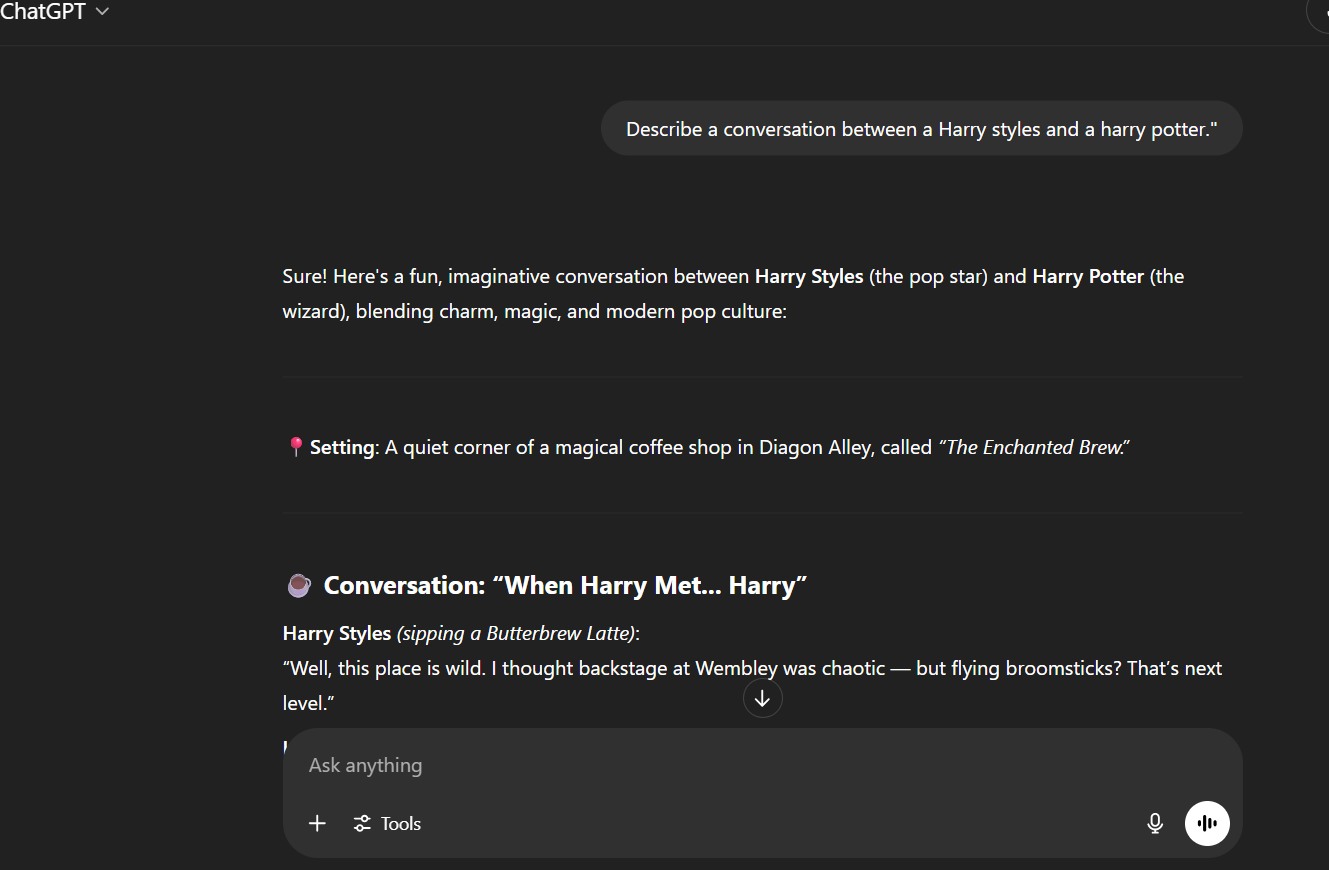 ChatGPT
Describe a conversation between a Harry styles and a harry potter."
Sure! Here's a fun, imaginative conversation between Harry Styles (the pop star) and Harry Potter (the
wizard), blending charm, magic, and modern pop culture:
Setting: A quiet corner of a magical coffee shop in Diagon Alley, called “The Enchanted Brew.”
Conversation: “When Harry Met... Harry”
Harry Styles (sipping a Butterbrew Latte):
“Well, this place is wild. I thought backstage at Wembley was chaotic — but flying broomsticks? That’s next
level.”
Ask anything
Tools